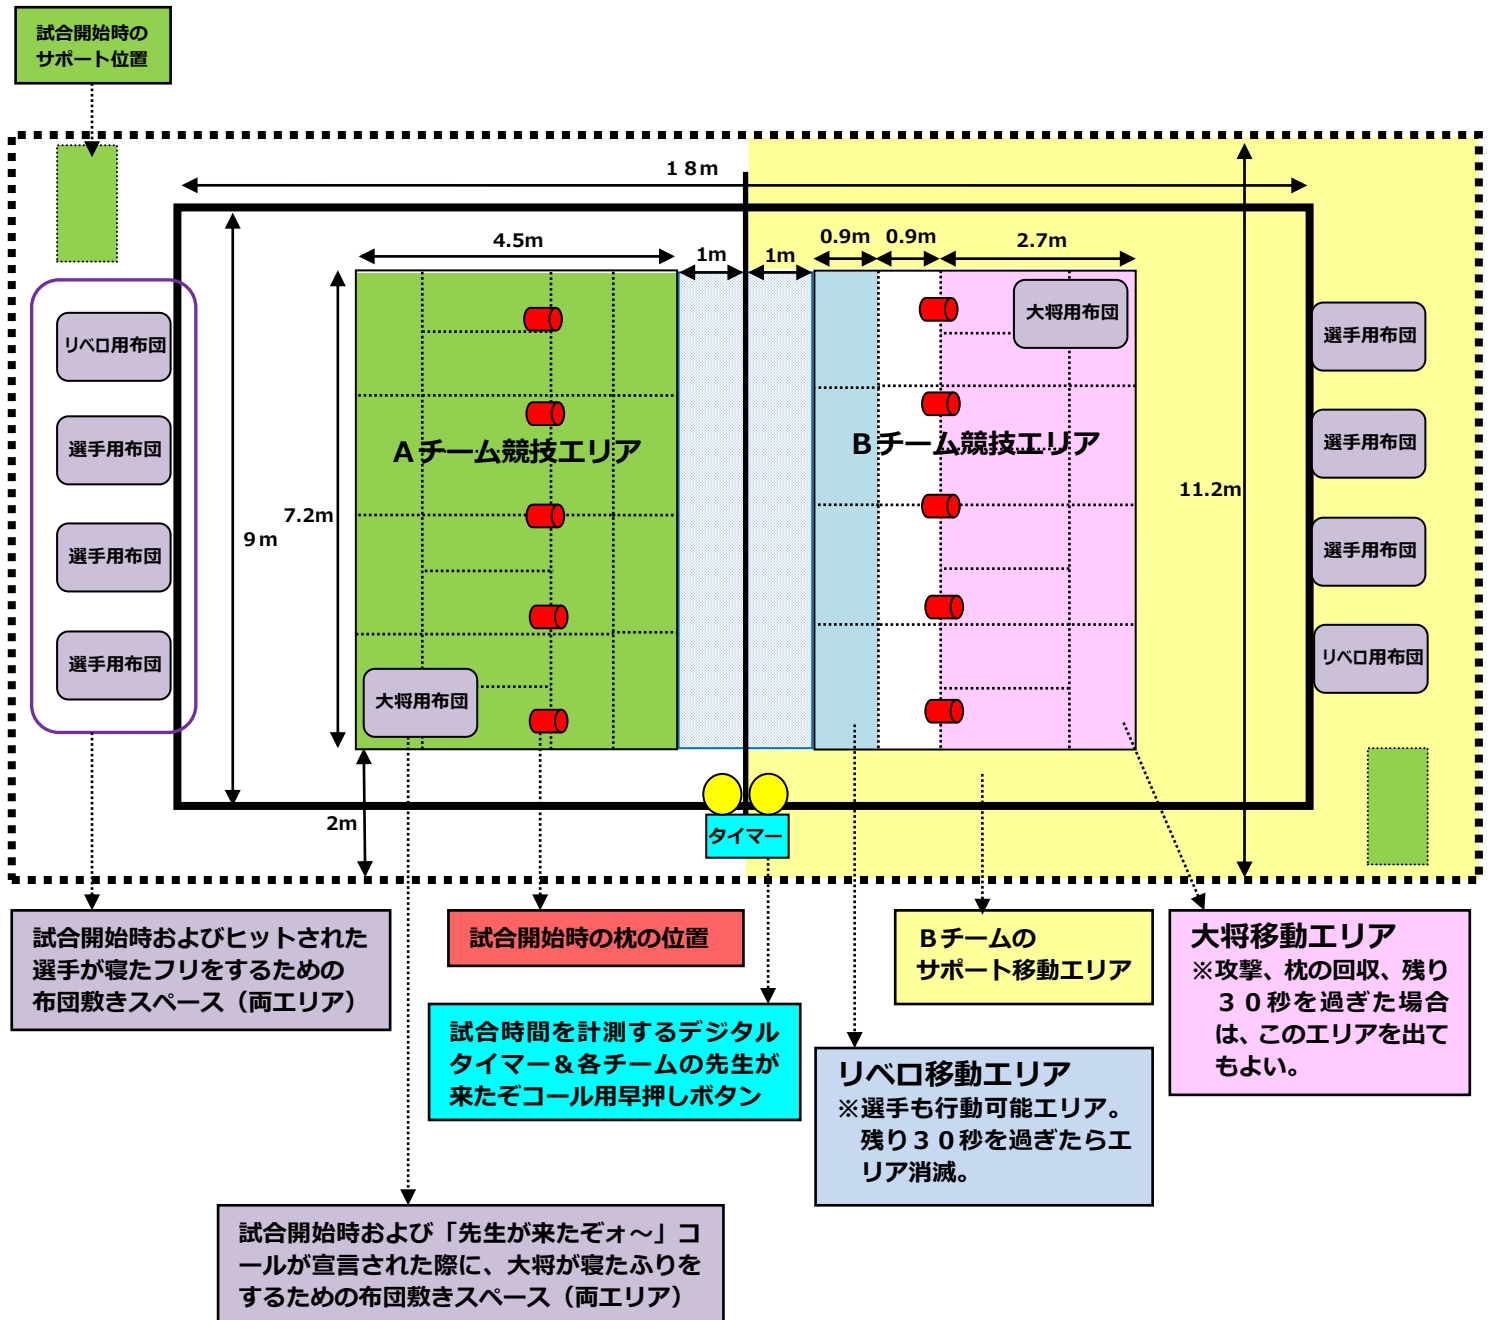 試合開始時の
サポート位置
１８m
4.5m
1m
1m
0.9m
0.9m
2.7m
大将用布団
リベロ用布団
選手用布団
選手用布団
選手用布団
Ａチーム競技エリア
Ｂチーム競技エリア
7.2m
９m
11.2m
選手用布団
選手用布団
選手用布団
リベロ用布団
大将用布団
2m
タイマー
試合開始時およびヒットされた
選手が寝たフリをするための
布団敷きスペース（両エリア）
試合開始時の枕の位置
Ｂチームの
サポート移動エリア
大将移動エリア
※攻撃、枕の回収、残り
３０秒を過ぎた場合
は、このエリアを出て
もよい。
試合時間を計測するデジタル
タイマー＆各チームの先生が
来たぞコール用早押しボタン
リベロ移動エリア
※選手も行動可能エリア。
残り３０秒を過ぎたらエ
リア消滅。
試合開始時および「先生が来たぞォ～」コ
ールが宣言された際に、大将が寝たふりを
するための布団敷きスペース（両エリア）